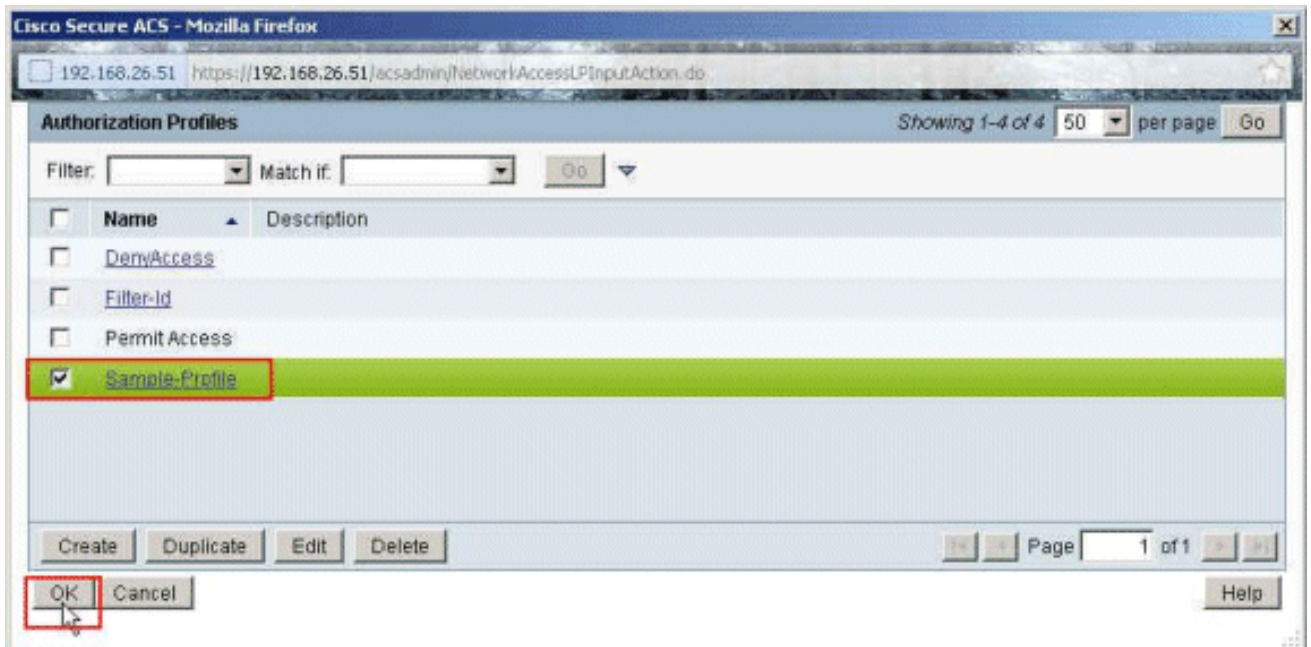 Cisco Secure ACS - Mozilla Firefox
192.168.26.51 https://192.168.26.51/acsadmin/NetworkAccessLPInputAction.do
Authorization Profiles Showing 1-4 of 4 50 per page Go
Filter: Match if: Go
Name Description
DenyAccess
Filter-Id
Permit Access
Sample-Profile
Create Duplicate Edit Delete Page 1 of 1
OK Cancel Help